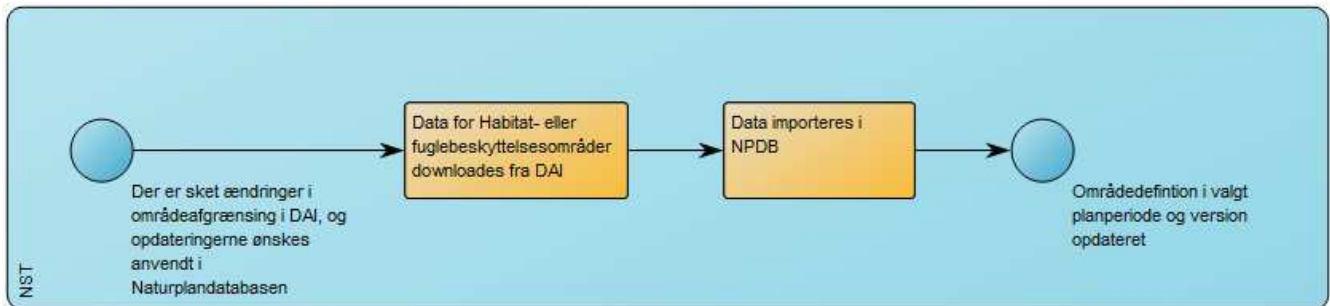 Data for Habitat- eller
fuglebeskyttelsesområder
downloades fra DAI
Data importeres i
NPDB
Der er sket ændringer i
områdeafgrænsing i DAI, og
opdateringerne ønskes
anvendt i
Naturplandatabasen
Områdedefintion i valgt
planperiode og version
opdateret
NST